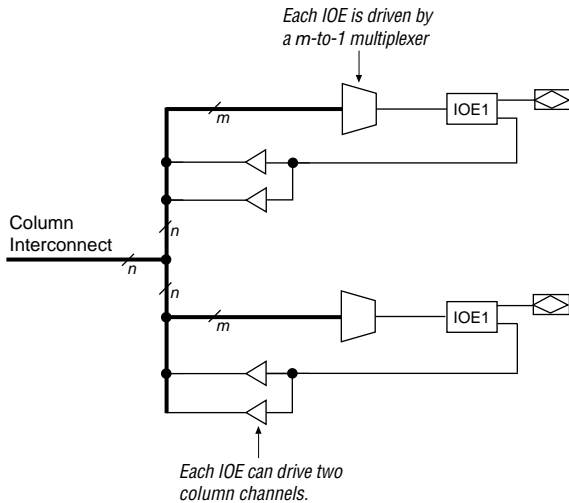 Each IOE is driven by
a m-to-1 multiplexer
m
IOE1
n
Column
Interconnect
n
n
m
IOE1
Each IOE can drive two
column channels.